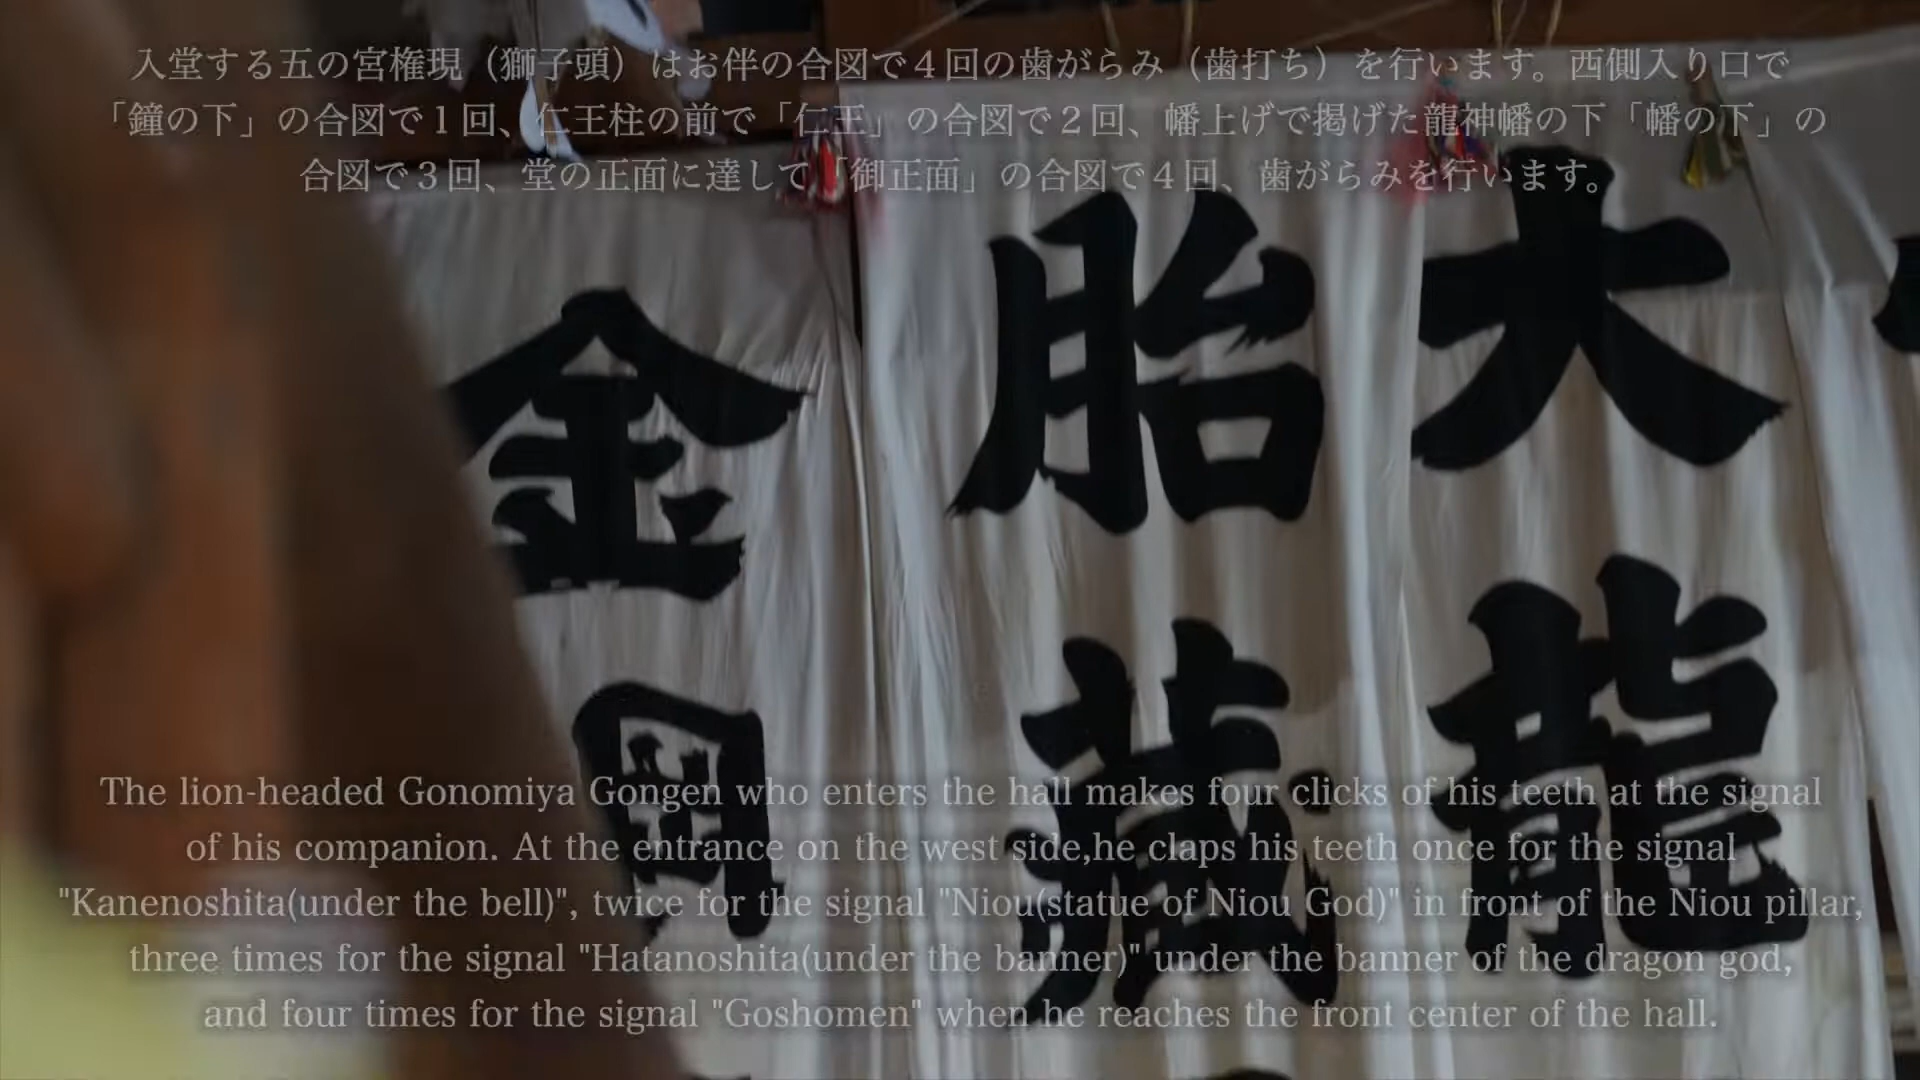 入堂する五の宮権現（獅子頭）はお伴の合図で４回の歯がらみ（歯打ち）を行います。西側入り口で
「鐘の下」の合図で１回、仁王柱の前で「仁王」の合図で２回、幡上げで掲げた龍神幡の下「幡の下」の
合図で３回、堂の正面に達して「御正面」の合図で４回、歯がらみを行います。
金
胎藏
大龍
The lion-headed Gonomiya Gongen who enters the hall makes four clicks of his teeth at the signal
of his companion. At the entrance on the west side,he claps his teeth once for the signal
"Kanenoshita(under the bell)", twice for the signal "Niou(statue of Niou God)" in front of the Niou pillar,
three times for the signal "Hatanoshita(under the banner)" under the banner of the dragon god,
and four times for the signal "Goshomen" when he reaches the front center of the hall.